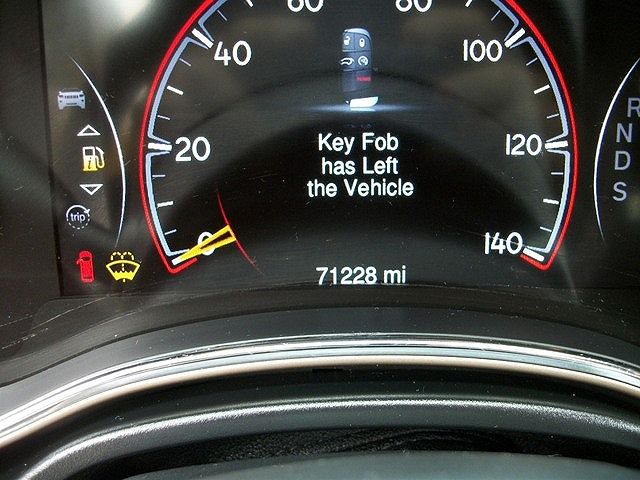 60 80
40 100
20 120
0 140
Key Fob
has Left
the Vehicle
trip
71228 mi
R
N
D
S